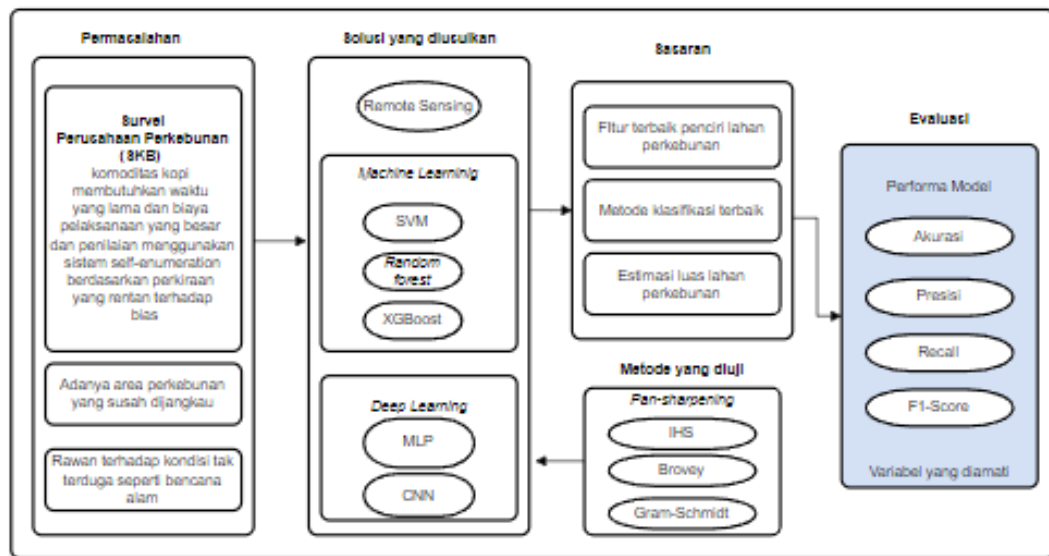 Permasalahan
Survei
Perusahaan Perkebunan
(SKB)
komoditas kopi
membutuhkan waktu
yang lama dan biaya
pelaksanaan yang besar
dan penilaian menggunakan
sistem self-enumeration
berdasarkan perkiraan
yang rentan terhadap
bias
Adanya area perkebunan
yang susah dijangkau
Rawan terhadap kondisi tak
terduga seperti bencana
alam
Solusi yang diusulkan
Remote Sensing
Machine Learninig
SVM
Random
forest
XGBoost
Deep Learning
MLP
CNN
Sasaran
Fitur terbaik penciri lahan
perkebunan
Metode klasifikasi terbaik
Estimasi luas lahan
perkebunan
Metode yang diuji
Pan-sharpening
IHS
Brovey
Gram-Schmidt
Evaluasi
Performa Model
Akurasi
Presisi
Recall
F1-Score
Variabel yang diamati